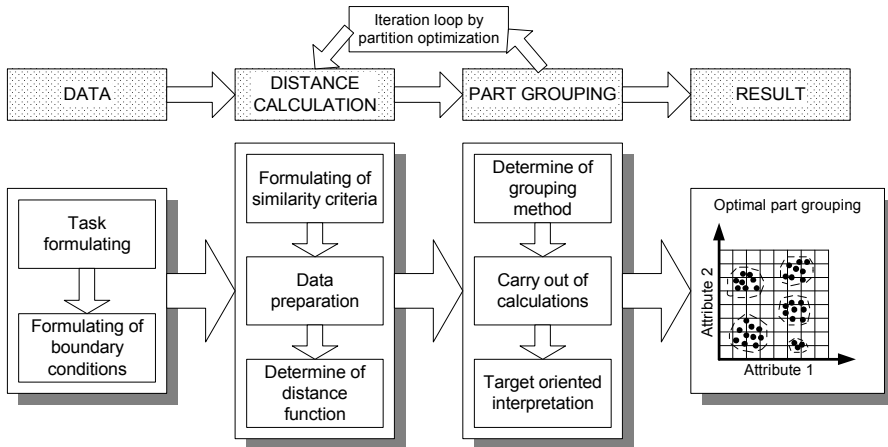 Iteration loop by
partition optimization
DATA
DISTANCE
CALCULATION
PART GROUPING
RESULT
Task
formulating
Formulating of
boundary
conditions
Formulating of
similarity criteria
Data
preparation
Determine of
distance
function
Determine of
grouping
method
Carry out of
calculations
Target oriented
interpretation
Optimal part grouping
Attribute 2
Attribute 1